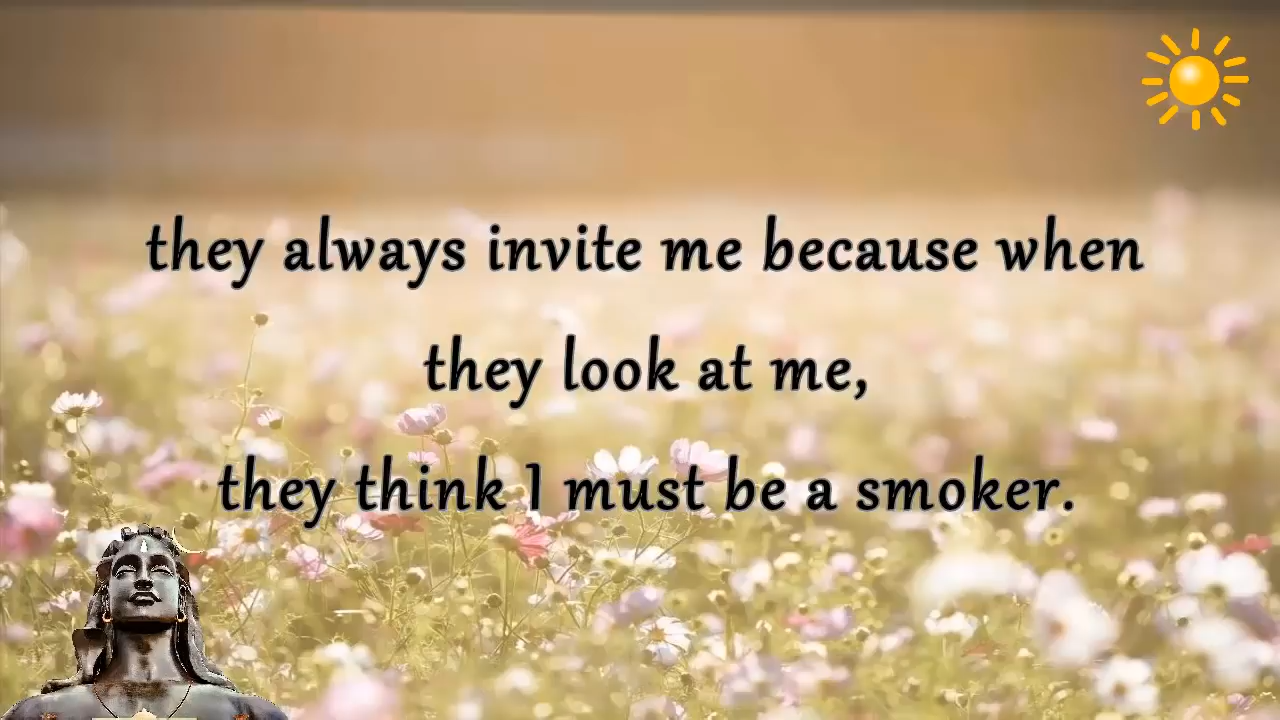 they always invite me because when
they look at me,
they think I must be a smoker.